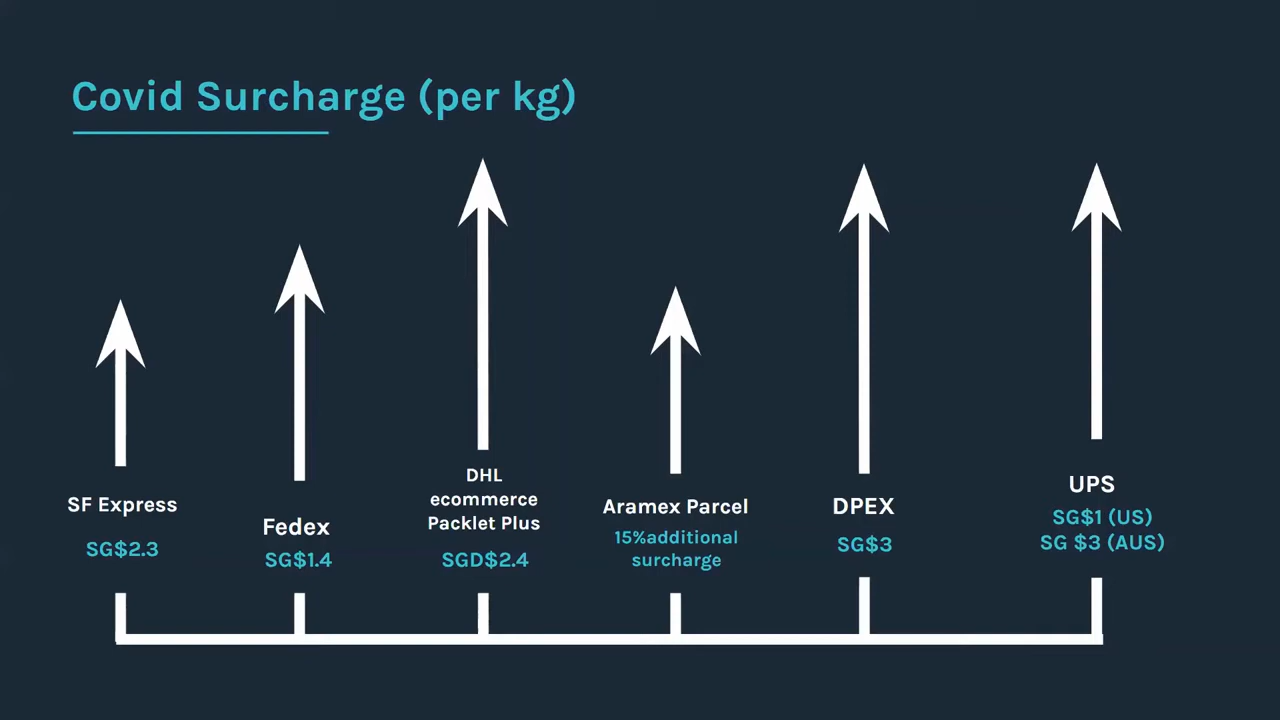 Covid Surcharge (per kg)
SF Express
SG$2.3
Fedex
SG$1.4
DHL
ecommerce
Packlet Plus
SGD$2.4
Aramex Parcel
15%additional
surcharge
DPEX
SG$3
UPS
SG$1 (US)
SG $3 (AUS)